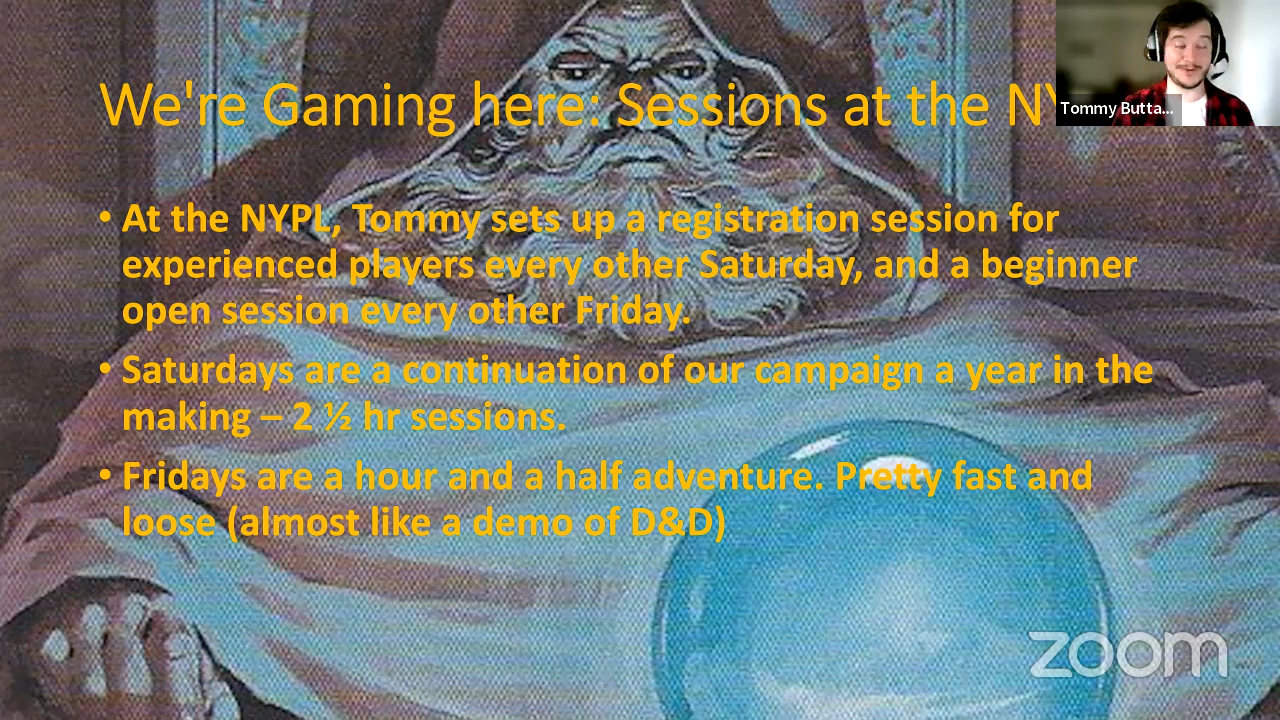 We're Gaming here: Sessions at the NY
Tommy Butta...
• At the NYPL, Tommy sets up a registration session for
experienced players every other Saturday, and a beginner
open session every other Friday.
• Saturdays are a continuation of our campaign a year in the
making – 2 ½ hr sessions.
• Fridays are a hour and a half adventure. Pretty fast and
loose (almost like a demo of D&D)
zoom